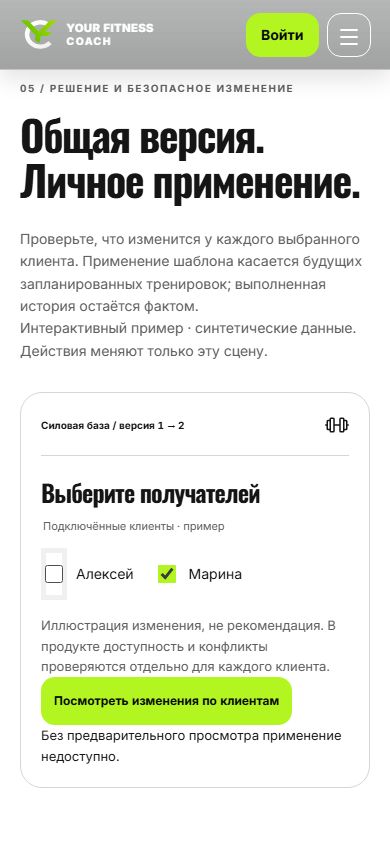 YOUR FITNESS
COACH
Войти
05 / РЕШЕНИЕ И БЕЗОПАСНОЕ ИЗМЕНЕНИЕ
Общая версия.
Личное применение.
Проверьте, что изменится у каждого выбранного
клиента. Применение шаблона касается будущих
запланированных тренировок; выполненная
история остаётся фактом.
Интерактивный пример · синтетические данные.
Действия меняют только эту сцену.
Силовая база / версия 1 → 2
Выберите получателей
Подключённые клиенты · пример
Алексей
Марина
Иллюстрация изменения, не рекомендация. В
продукте доступность и конфликты
проверяются отдельно для каждого клиента.
Посмотреть изменения по клиентам
Без предварительного просмотра применение
недоступно.